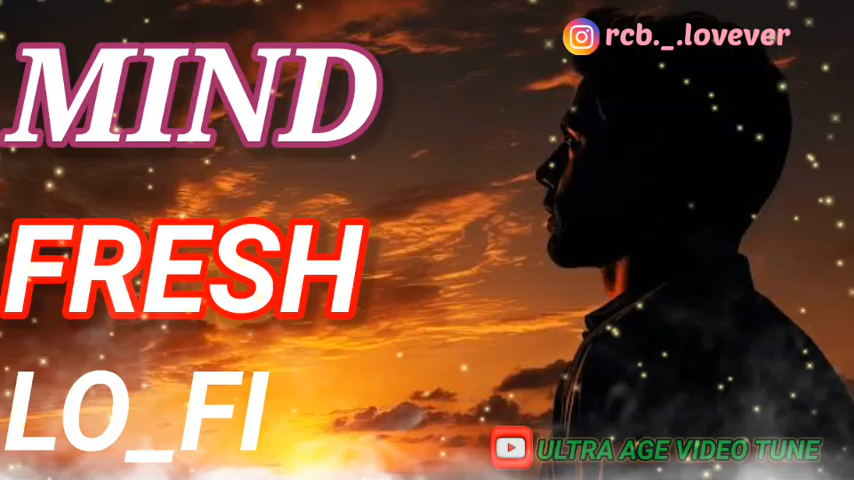 rcb._.lovever
MIND
FRESH
LO_FI
ULTRA AGE VIDEO TUNE